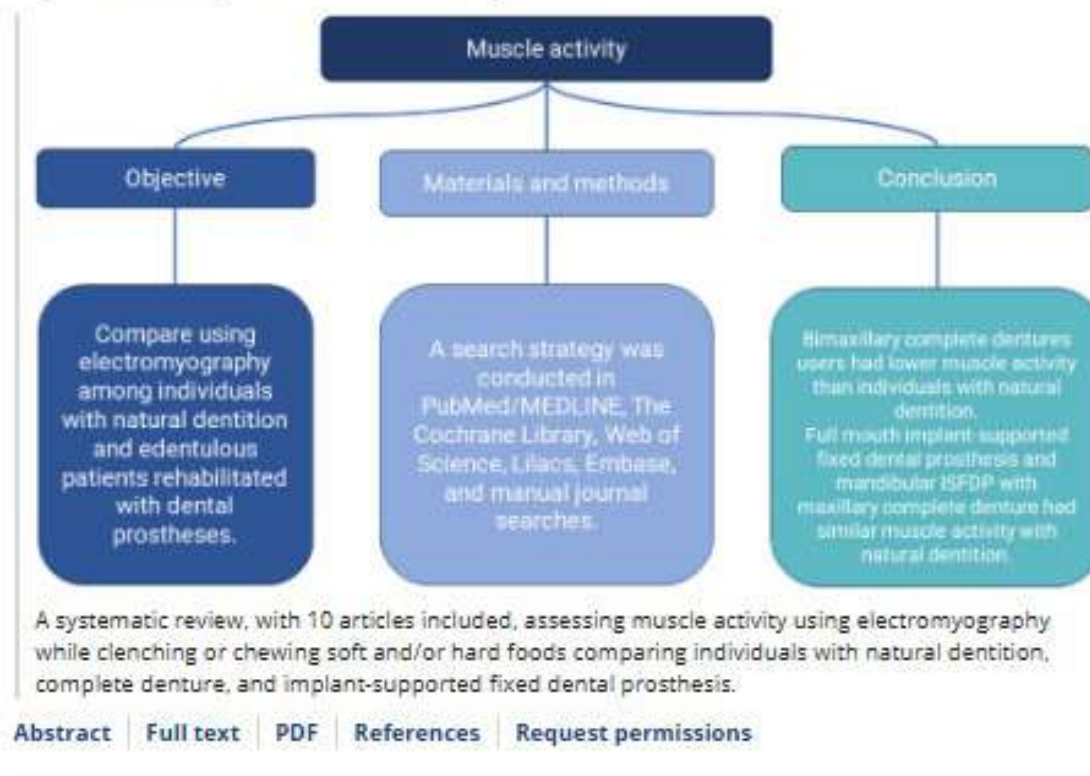 Muscle activity
Objective
Materials and methods
Conclusion
Compare using
electromyography
among individuals
with natural dentition
and edentulous
patients rehabilitated
with dental
prostheses.
A search strategy was
conducted in
PubMed/MEDLINE, The
Cochrane Library, Web of
Science, Lilacs, Embase,
and manual journal
searches.
Bimaxillary complete dentures
users had lower muscle activity
than individuals with natural
dentition.
Full mouth implant-supported
fixed dental prosthesis and
mandibular ISFDP with
maxillary complete denture had
similar muscle activity with
natural dentition.
A systematic review, with 10 articles included, assessing muscle activity using electromyography
while clenching or chewing soft and/or hard foods comparing individuals with natural dentition,
complete denture, and implant-supported fixed dental prosthesis.
Abstract Full text PDF References Request permissions